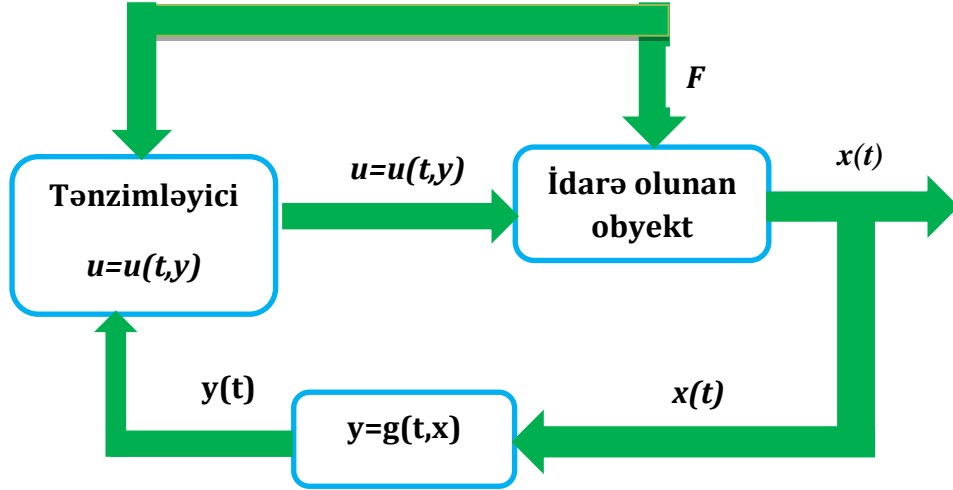 F
Tənzimləyici
u=u(t,y)
u=u(t,y)
İdarə olunan
obyekt
x(t)
y(t)
y=g(t,x)
x(t)